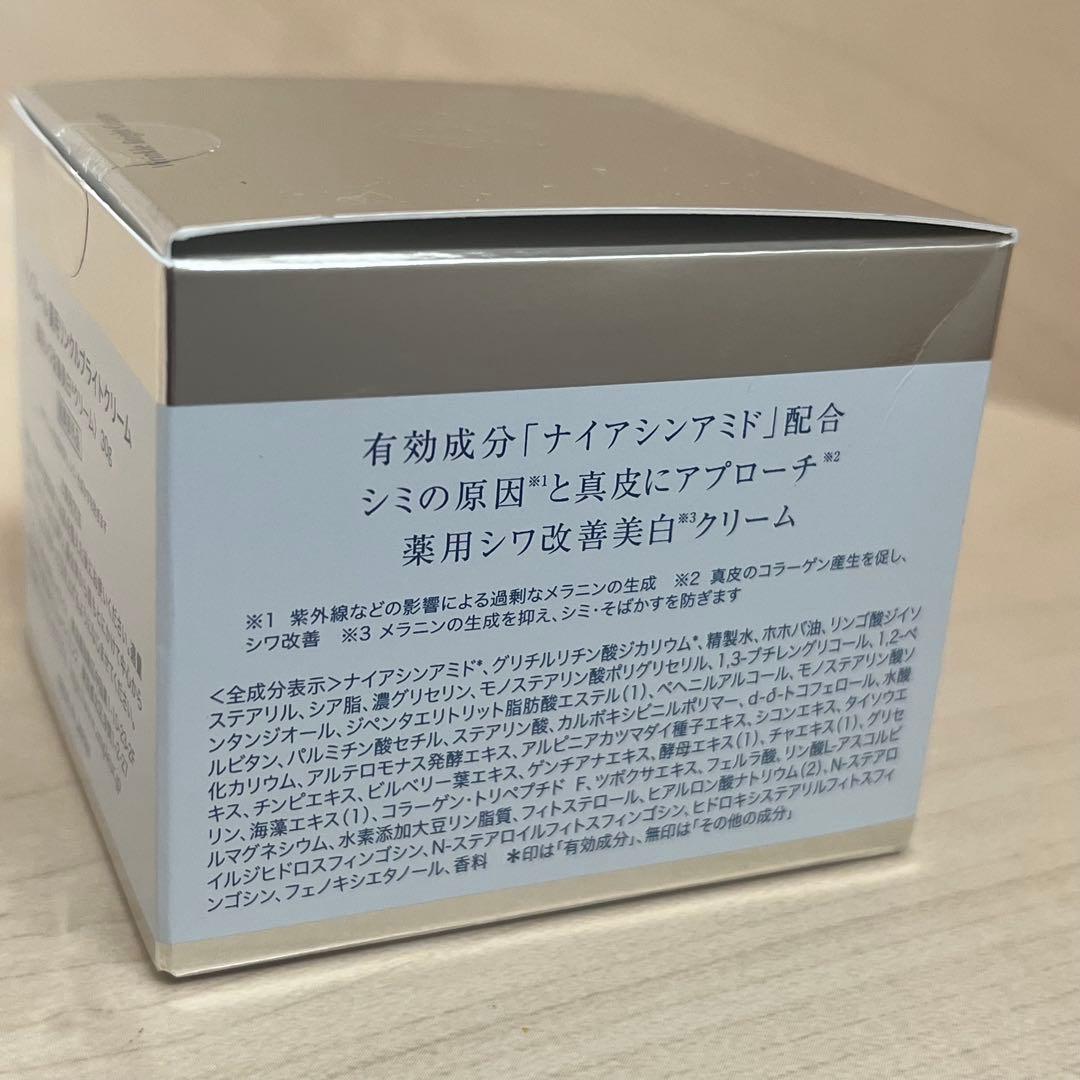 有効成分「ナイアシンアミド」配合
シミの原因※1と真皮にアプローチ※2
薬用シワ改善美白※3クリーム
※1 紫外線などの影響による過剰なメラニンの生成 ※2 真皮のコラーゲン産生を促し、
シワ改善 ※3 メラニンの生成を抑え、シミ・そばかすを防ぎます
<全成分表示>ナイアシンアミド*、グリチルリチン酸ジカリウム*、精製水、ホホバ油、リンゴ酸ジイソ
ステアリル、シア脂、濃グリセリン、モノステアリン酸ポリグリセリル、1,3-ブチレングリコール、1,2-ペ
ンタンジオール、ジペンタエリトリット脂肪酸エステル(1)、ベヘニルアルコール、モノステアリン酸ソ
ルビタン、パルミチン酸セチル、ステアリン酸、カルボキシビニルポリマー、d-δ-トコフェロール、水酸
化カリウム、アルテロモナス発酵エキス、アルピニアカツマダイ種子エキス、シコンエキス、タイソウエ
キス、チンピエキス、ビルベリー葉エキス、ゲンチアナエキス、酵母エキス(1)、チャエキス(1)、グリセ
リン、海藻エキス(1)、コラーゲン・トリペプチド F、ツボクサエキス、フェルラ酸、リン酸L-アスコルビ
ルマグネシウム、水素添加大豆リン脂質、フィトステロール、ヒアルロン酸ナトリウム(2)、N-ステアロ
イルジヒドロスフィンゴシン、N-ステアロイルフィトスフィンゴシン、ヒドロキシステアリルフィトスフィ
ンゴシン、フェノキシエタノール、香料 *印は「有効成分」、無印は「その他の成分」
薬用リンクルブライトクリーム
30g